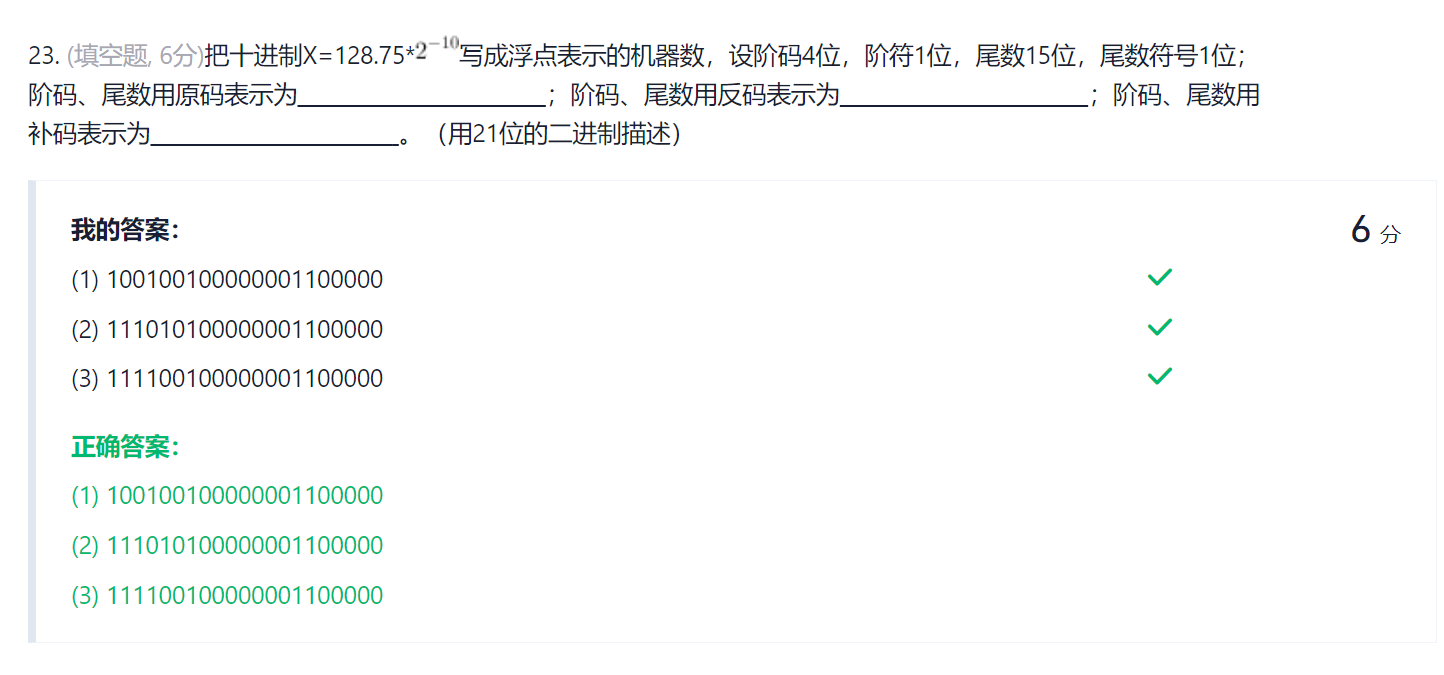 23. (填空题, 6分)把十进制X=128.75*2⁻¹⁰写成浮点表示的机器数，设阶码4位，阶符1位，尾数15位，尾数符号1位；
阶码、尾数用原码表示为____________________；阶码、尾数用反码表示为____________________；阶码、尾数用
补码表示为____________________。（用21位的二进制描述）
我的答案：
6 分
(1) 100100100000001100000
(2) 111010100000001100000
(3) 111100100000001100000
正确答案：
(1) 100100100000001100000
(2) 111010100000001100000
(3) 111100100000001100000